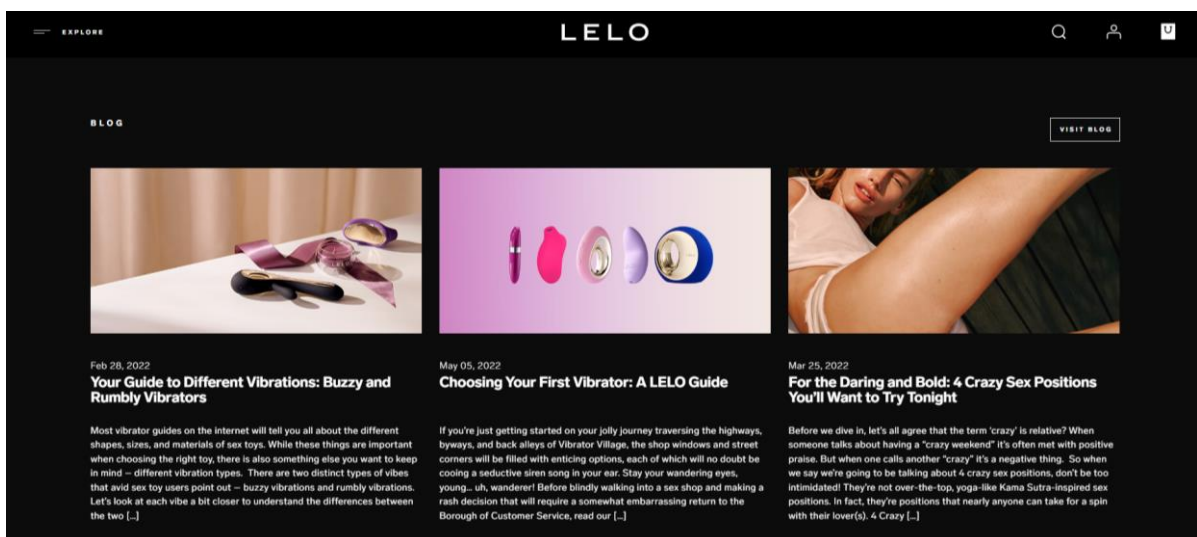 EXPLORE
LELO
BLOG
VISIT BLOG
Feb 28, 2022
Your Guide to Different Vibrations: Buzzy and
Rumbly Vibrators
Most vibrator guides on the internet will tell you all about the different
shapes, sizes, and materials of sex toys. While these things are important
when choosing the right toy, there is also something else you want to keep
in mind – different vibration types. There are two distinct types of vibes
that avid sex toy users point out – buzzy vibrations and rumbly vibrations.
Let's look at each vibe a bit closer to understand the differences between
the two [...]
May 05, 2022
Choosing Your First Vibrator: A LELO Guide
If you're just getting started on your jolly journey traversing the highways,
byways, and back alleys of Vibrator Village, the shop windows and street
corners will be filled with enticing options, each of which will no doubt be
cooing a seductive siren song in your ear. Stay your wandering eyes,
young... uh, wanderer! Before blindly walking into a sex shop and making a
rash decision that will require a somewhat embarrassing return to the
Borough of Customer Service, read our [...]
Mar 25, 2022
For the Daring and Bold: 4 Crazy Sex Positions
You'll Want to Try Tonight
Before we dive in, let's all agree that the term 'crazy' is relative? When
someone talks about having a "crazy weekend" it's often met with positive
praise. But when one calls another "crazy" it's a negative thing. So when
we say we're going to be talking about 4 crazy sex positions, don't be too
intimidated! They're not over-the-top, yoga-like Kama Sutra-inspired sex
positions. In fact, they're positions that nearly anyone can take for a spin
with their lover(s). 4 Crazy [...]